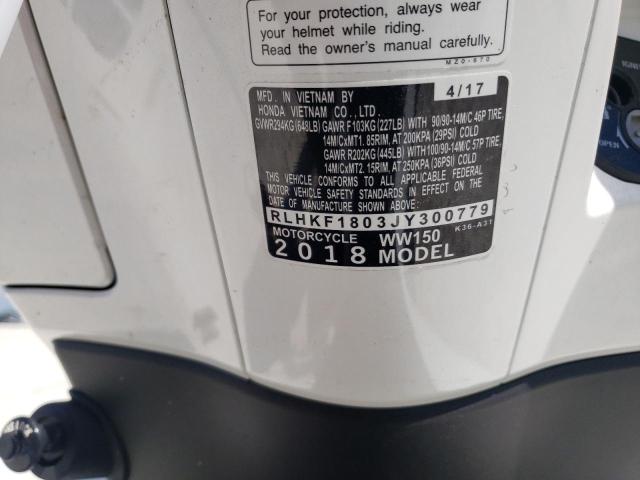 For your protection, always wear
your helmet while riding.
Read the owner's manual carefully.
MZ0-670
MFD. IN VIETNAM BY 4/17
HONDA VIETNAM CO., LTD.
GVWR294KG(648LB) GAWR F103KG(227LB) WITH 90/90-14M/C 46P TIRE,
14M/CxMT1. 85RIM, AT 200KPA (29PSI) COLD
GAWR R202KG (445LB) WITH 100/90-14M/C 57P TIRE,
14M/CxMT2. 15RIM, AT 250KPA (36PSI) COLD
THIS VEHICLE CONFORMS TO ALL APPLICABLE FEDERAL
MOTOR VEHICLE SAFETY STANDARDS IN EFFECT ON THE
DATE OF MANUFACTURE SHOWN ABOVE.
RLHKF1803JY300779
MOTORCYCLE WW150 K36-A31
2018 MODEL
IGNI
OPEN